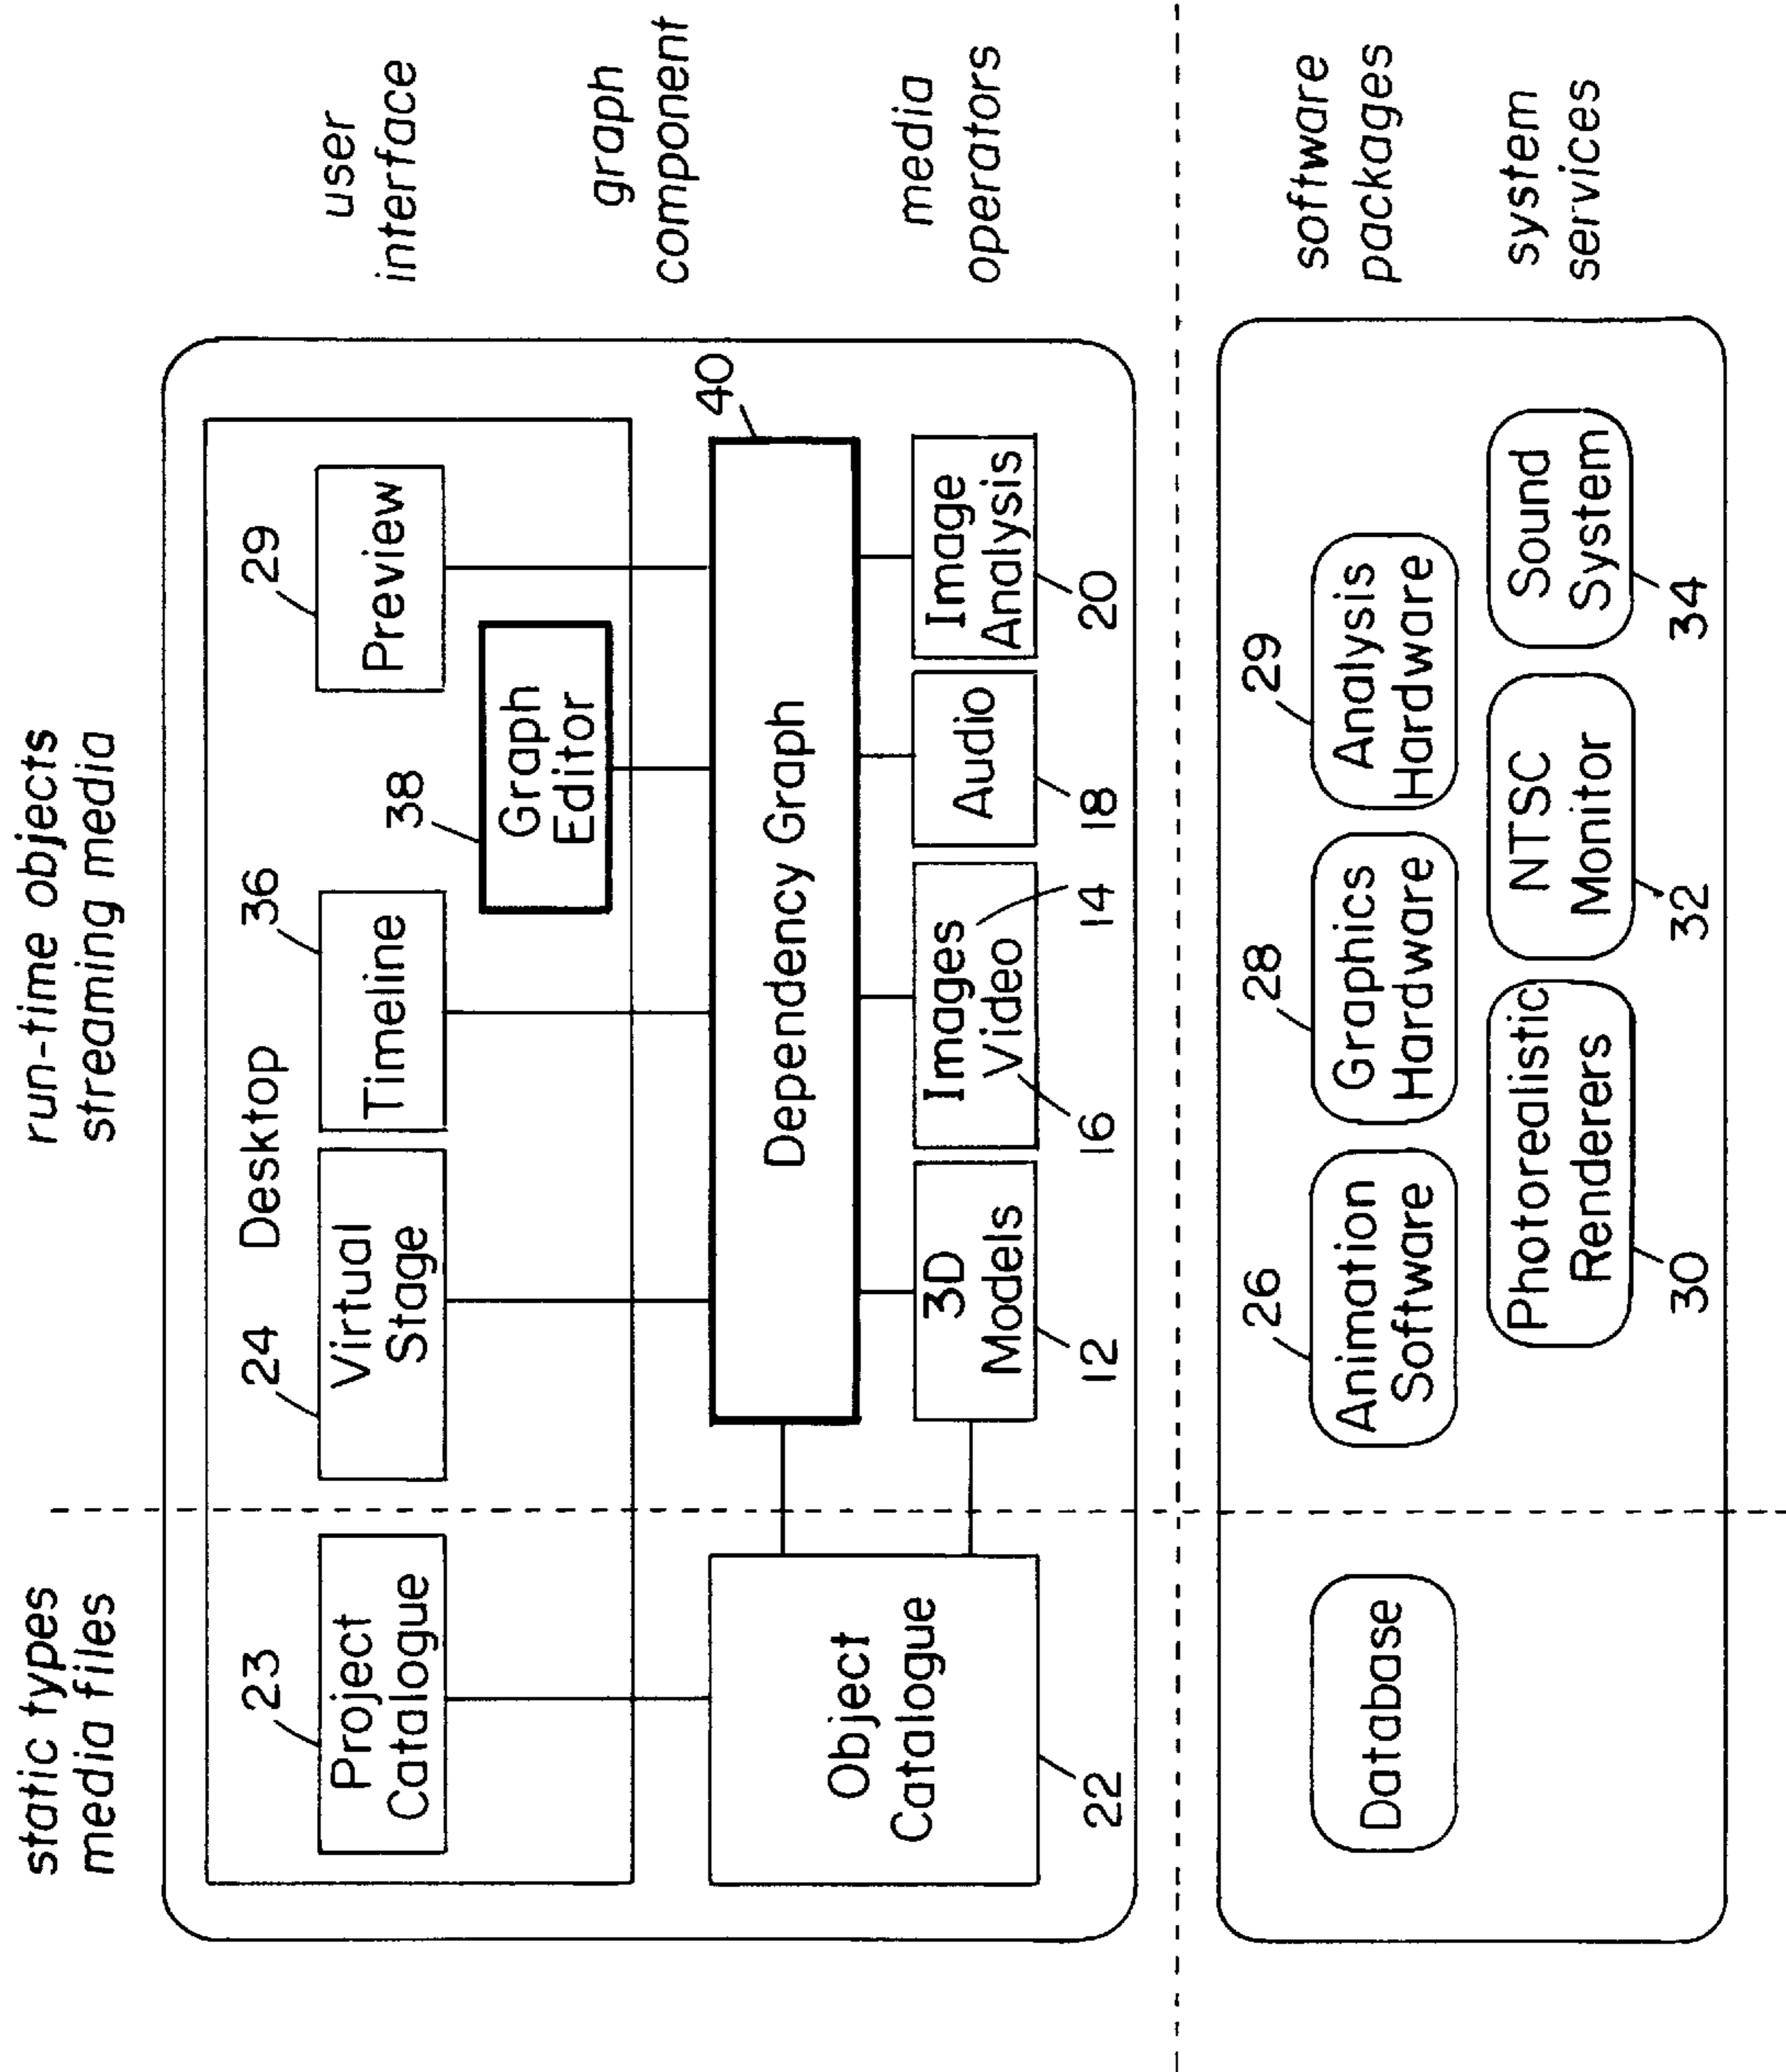 static types
media files
run-time objects
streaming media
23
24
Desktop
36
29
Project
Catalogue
Virtual
Stage
Timeline
Preview
user
interface
38
Graph
Editor
graph
component
40
Dependency Graph
Object
Catalogue
22
3D
Models
12
Images
Video
16
14
Audio
18
Image
Analysis
20
media
operators
26
28
29
Database
Animation
Software
Graphics
Hardware
Analysis
Hardware
software
packages
Photorealistic
Renderers
30
NTSC
Monitor
32
Sound
System
34
system
services